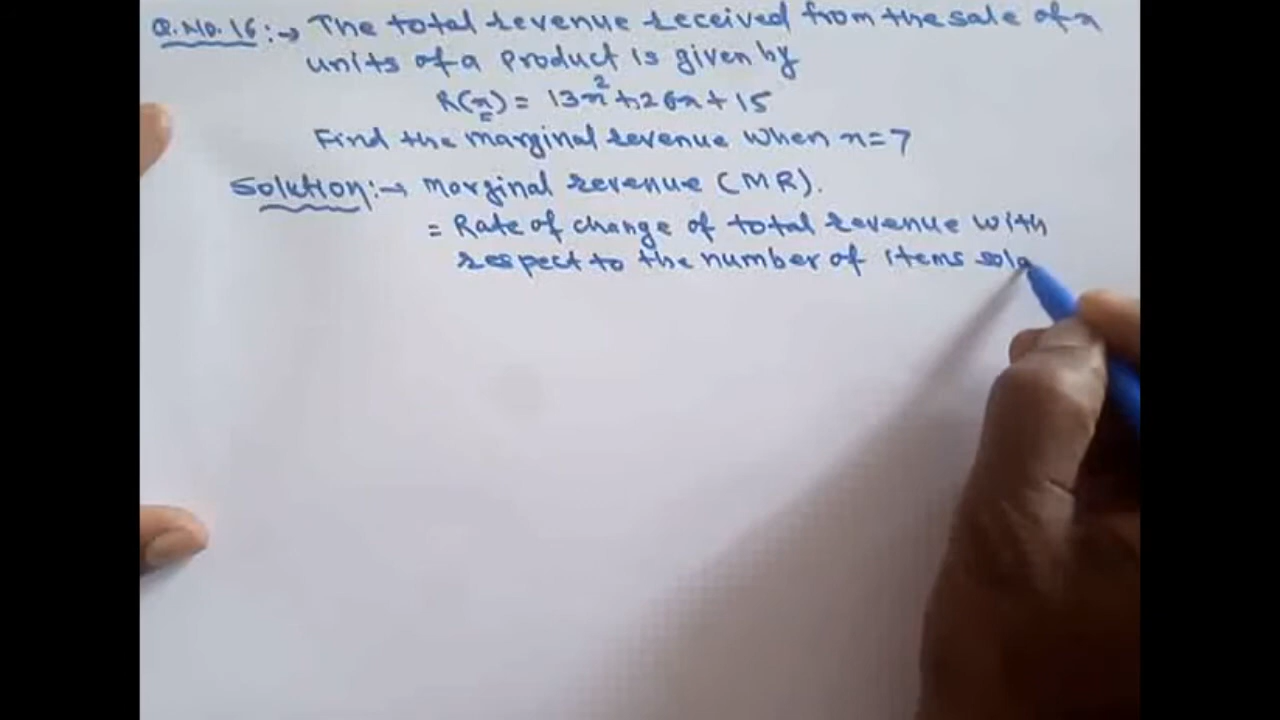 Q.No.16:→ The total revenue received from the sale of x
units of a product is given by
R(x) = 13x² + 26x + 15
Find the marginal revenue when x = 7
Solution:→ Marginal revenue (MR).
= Rate of change of total revenue with
respect to the number of items sold